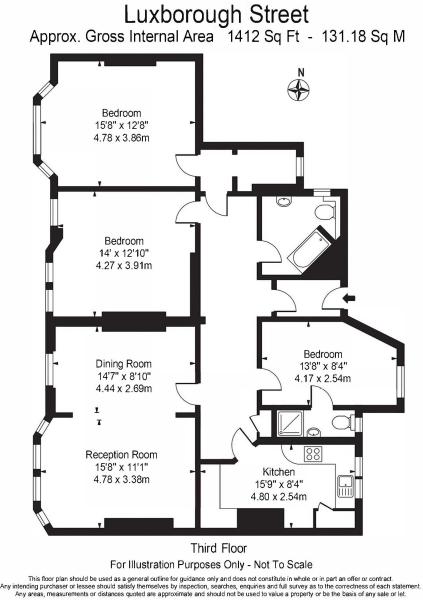 Luxborough Street
Approx. Gross Internal Area 1412 Sq Ft - 131.18 Sq M
N
Bedroom
15'8" x 12'8"
4.78 x 3.86m
Bedroom
14' x 12'10"
4.27 x 3.91m
Bedroom
13'8" x 8'4"
4.17 x 2.54m
Dining Room
14'7" x 8'10"
4.44 x 2.69m
Reception Room
15'8" x 11'1"
4.78 x 3.38m
Kitchen
15'9" x 8'4"
4.80 x 2.54m
Third Floor
For Illustration Purposes Only - Not To Scale
This floor plan should be used as a general outline for guidance only and does not constitute in whole or in part an offer or contract.
Any intending purchaser or lessee should satisfy themselves by inspection, searches, enquiries and full survey as to the correctness of each statement.
Any areas, measurements or distances quoted are approximate and should not be used to value a property or be the basis of any sale or let.